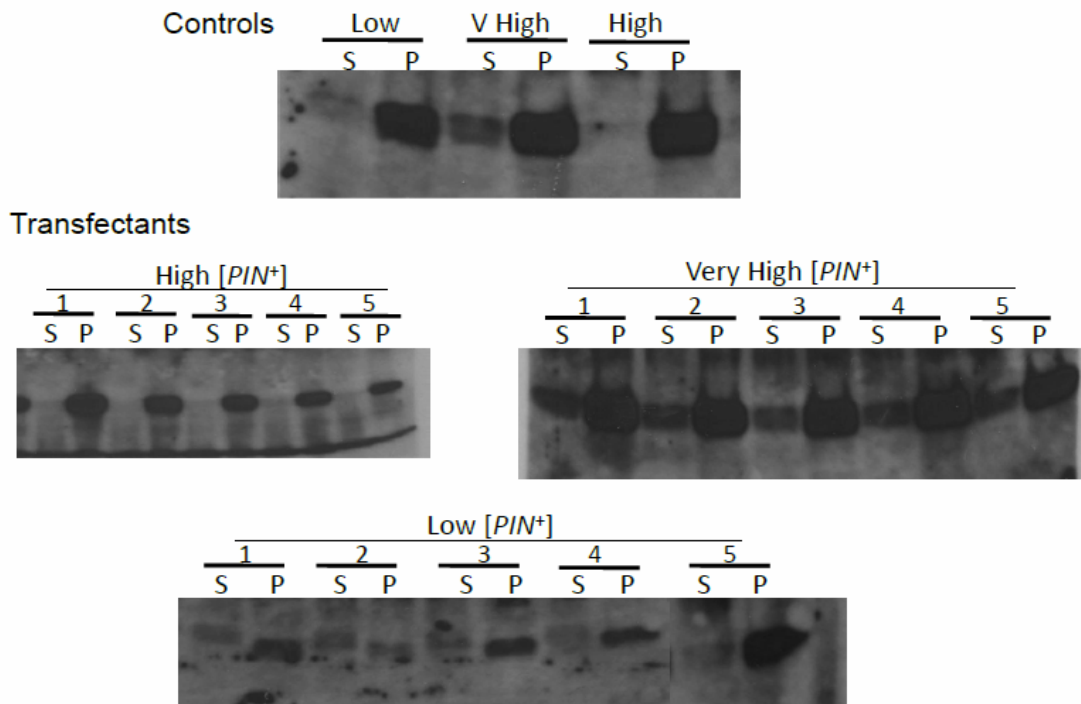 Controls Low V High High
S P S P S P
Transfectants
High [PIN⁺]
1 2 3 4 5
S P S P S P S P S P
Very High [PIN⁺]
1 2 3 4 5
S P S P S P S P S P
Low [PIN⁺]
1 2 3 4 5
S P S P S P S P S P